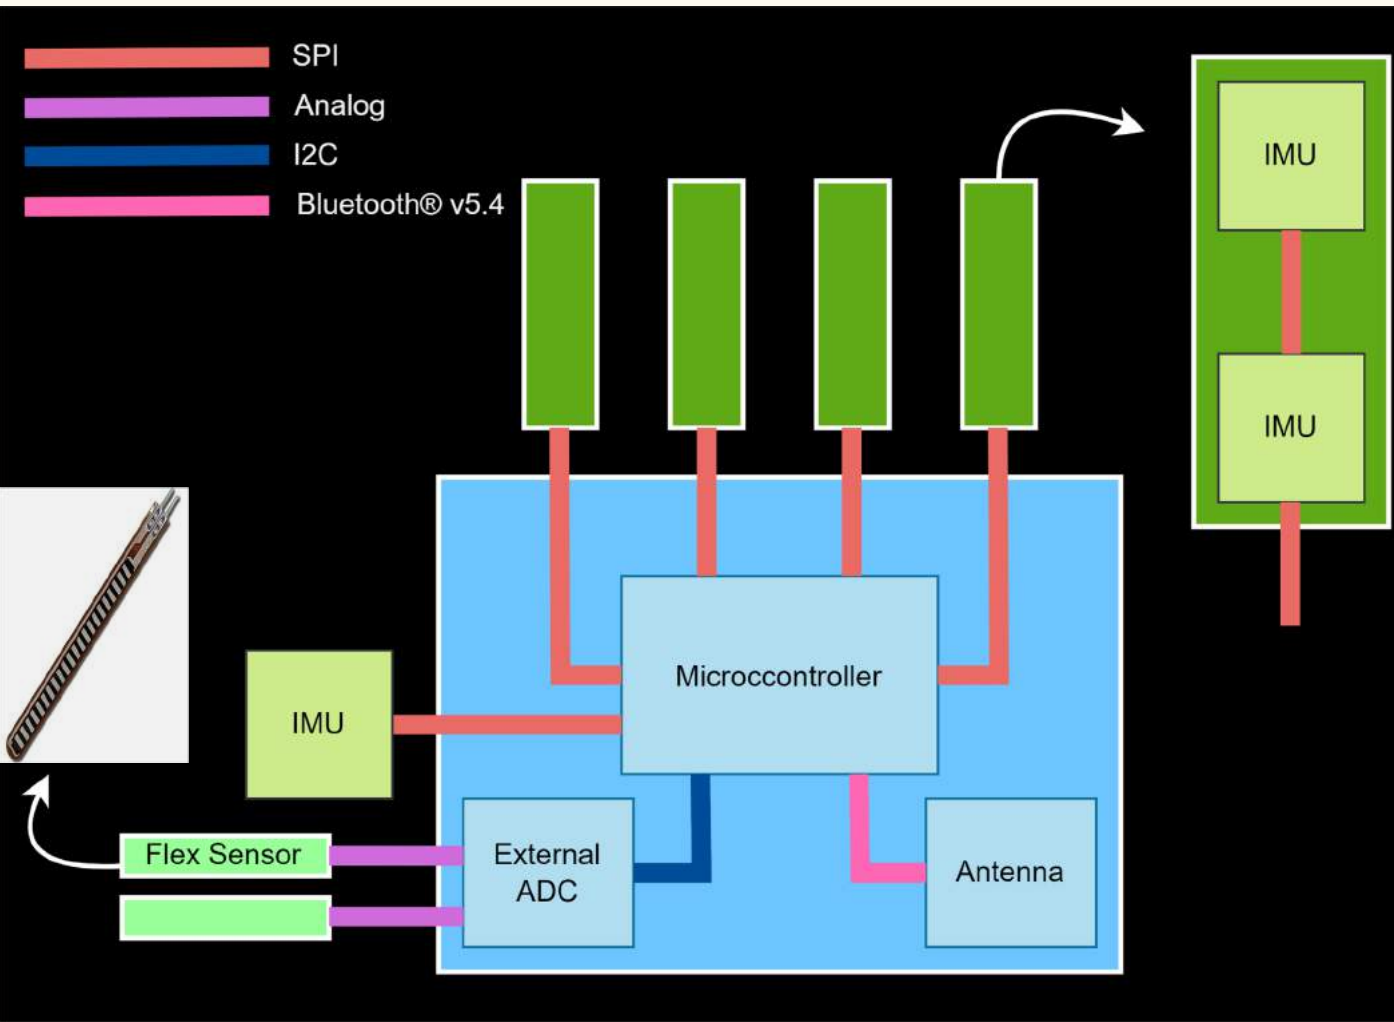 SPI
Analog
I2C
Bluetooth® v5.4
IMU
IMU
Microccontroller
IMU
Flex Sensor
External
ADC
Antenna